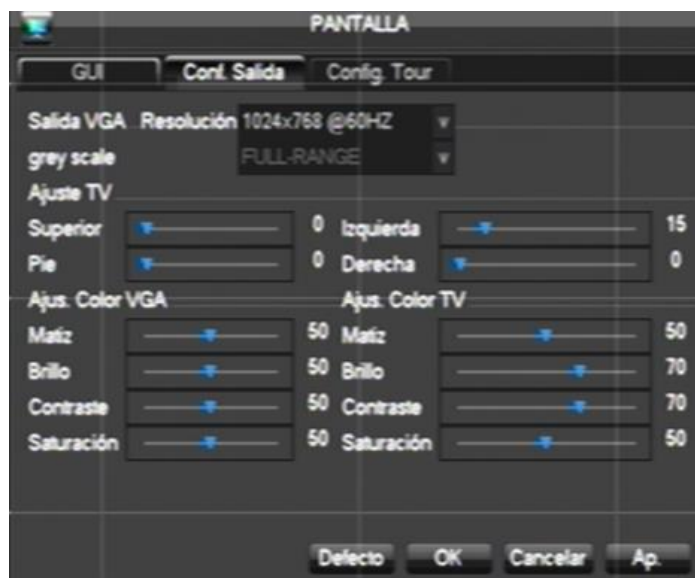 PANTALLA
GUI Conf. Salida Config. Tour
Salida VGA Resolución 1024x768 @60HZ
grey scale FULL-RANGE
Ajuste TV
Superior 0 Izquierda 15
Pie 0 Derecha 0
Ajus. Color VGA Ajus. Color TV
Matiz 50 Matiz 50
Brillo 50 Brillo 70
Contraste 50 Contraste 70
Saturación 50 Saturación 50
Defecto OK Cancelar Ap.